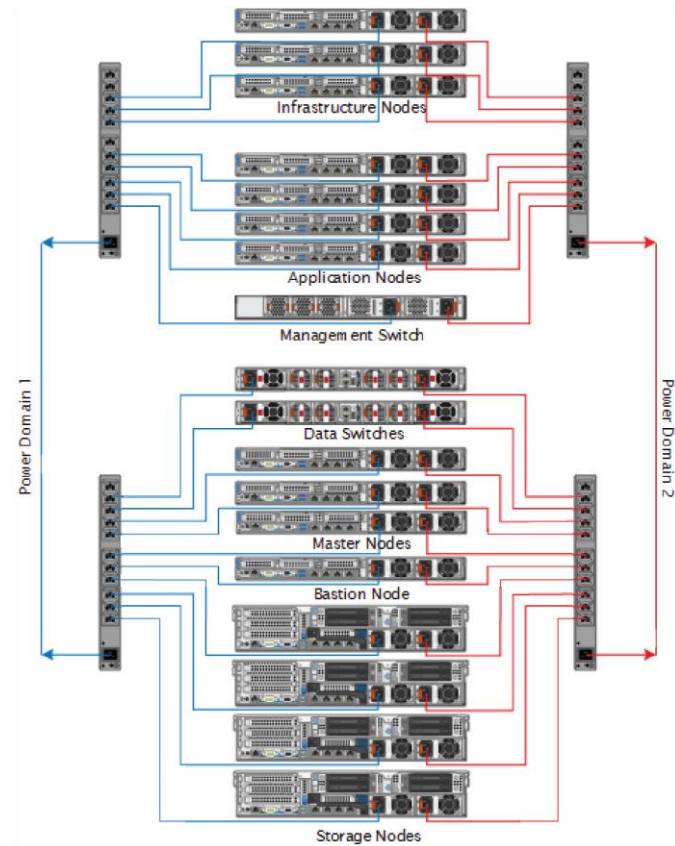 Infrastructure Nodes
Application Nodes
Management Switch
Power Domain 1
Power Domain 2
Data Switches
Master Nodes
Bastion Node
Storage Nodes